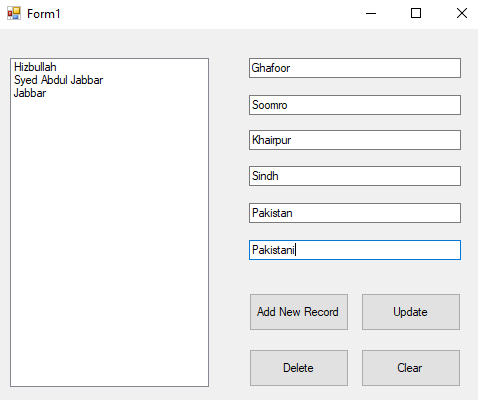 Form1
Hizbullah
Syed Abdul Jabbar
Jabbar
Ghafoor
Soomro
Khairpur
Sindh
Pakistan
Pakistani
Add New Record
Update
Delete
Clear